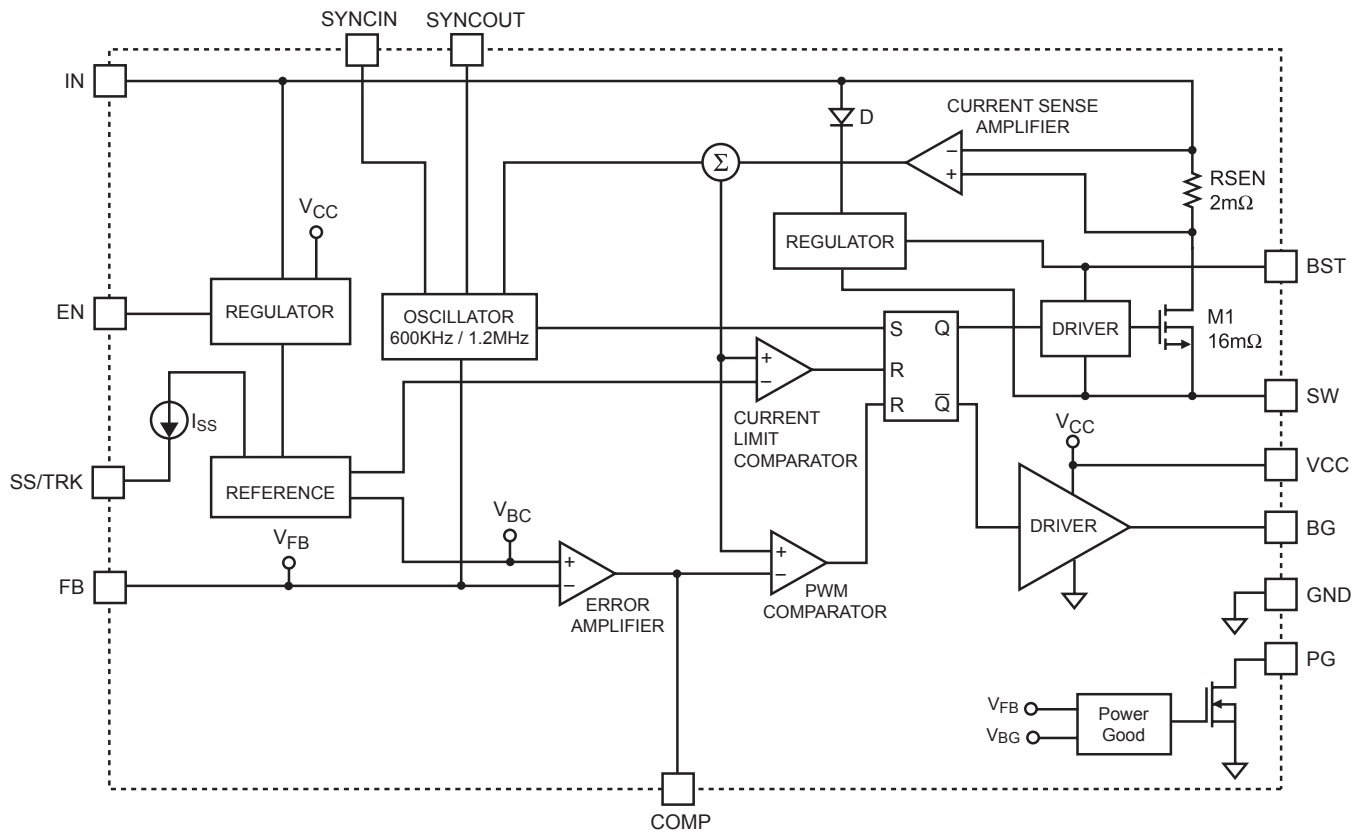 SYNCIN
SYNCOUT
IN
D
CURRENT SENSE
AMPLIFIER
Σ
−
+
RSEN
2mΩ
VCC
REGULATOR
BST
EN
REGULATOR
OSCILLATOR
600KHz / 1.2MHz
S Q
R
R Q̅
DRIVER
M1
16mΩ
+
−
ISS
CURRENT
LIMIT
COMPARATOR
SW
VCC
VCC
SS/TRK
REFERENCE
VBC
DRIVER
BG
VFB
FB
+
−
ERROR
AMPLIFIER
+
−
PWM
COMPARATOR
GND
PG
VFB
VBG
Power
Good
COMP